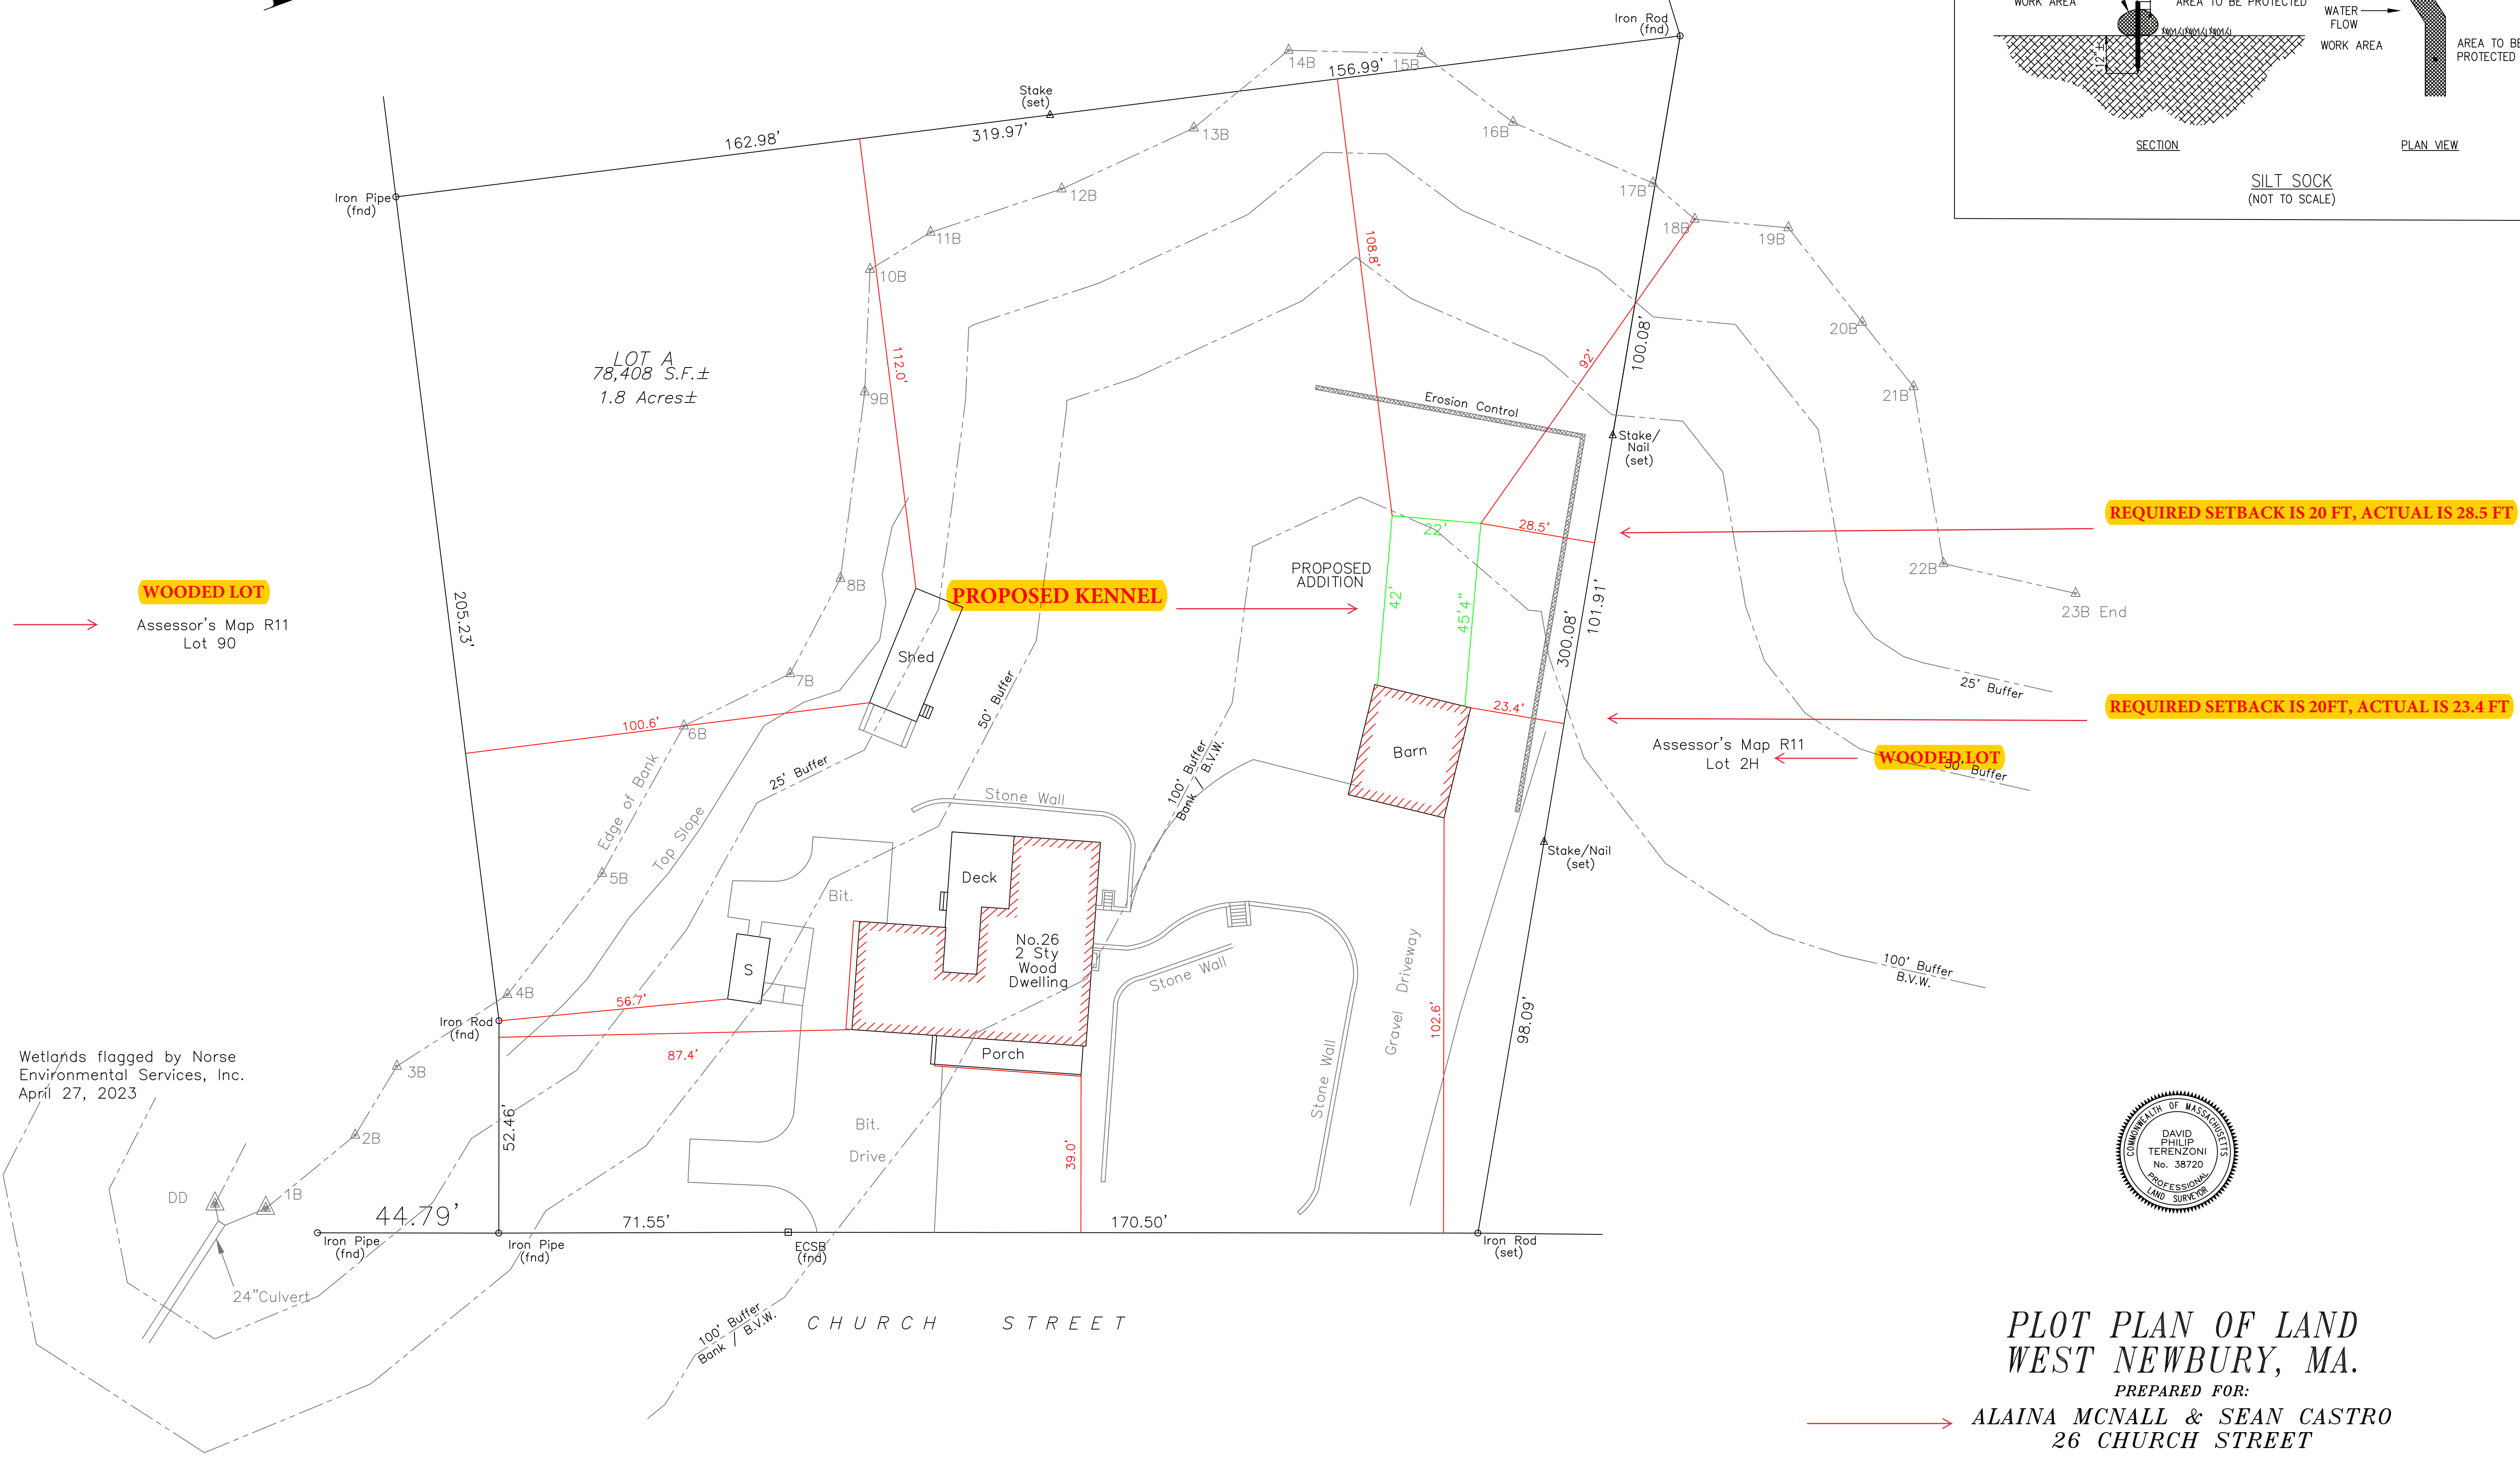 WORK AREA
AREA TO BE PROTECTED
12"±
SECTION
WATER
FLOW
WORK AREA
AREA TO BE
PROTECTED
PLAN VIEW
SILT SOCK
(NOT TO SCALE)
Iron Rod
(fnd)
14B
156.99'
15B
Stake
(set)
162.98'
319.97'
13B
16B
12B
17B
Iron Pipe
(fnd)
11B
18B
19B
10B
108.8'
LOT A
78,408 S.F.±
1.8 Acres±
112.0'
9B
92'
100.08'
20B
21B
Erosion Control
Stake/
Nail
(set)
REQUIRED SETBACK IS 20 FT, ACTUAL IS 28.5 FT
22'
28.5'
WOODED LOT
Assessor's Map R11
Lot 90
205.23'
8B
PROPOSED KENNEL
PROPOSED
ADDITION
42'
45'4"
300.08'
101.91'
22B
23B End
Shed
7B
50' Buffer
25' Buffer
100.6'
6B
23.4'
REQUIRED SETBACK IS 20FT, ACTUAL IS 23.4 FT
Barn
Assessor's Map R11
Lot 2H
WOODED LOT
50' Buffer
Edge of Bank
Top Slope
25' Buffer
100' Buffer
Bank / B.V.W.
Stone Wall
5B
Deck
Bit.
Stake/Nail
(set)
No.26
2 Sty
Wood
Dwelling
S
Stone Wall
Gravel Driveway
100' Buffer
B.V.W.
4B
56.7'
Iron Rod
(fnd)
102.6'
98.09'
87.4'
Porch
Wetlands flagged by Norse
Environmental Services, Inc.
April 27, 2023
3B
Stone Wall
2B
52.46'
Bit.
Drive
39.0'
COMMONWEALTH OF MASSACHUSETTS
DAVID
PHILIP
TERENZONI
No. 38720
PROFESSIONAL
LAND SURVEYOR
DD
1B
44.79'
71.55'
170.50'
Iron Pipe
(fnd)
Iron Pipe
(fnd)
ECSB
(fnd)
Iron Rod
(set)
24"Culvert
100' Buffer
Bank / B.V.W.
CHURCH STREET
PLOT PLAN OF LAND
WEST NEWBURY, MA.
PREPARED FOR:
ALAINA MCNALL & SEAN CASTRO
26 CHURCH STREET